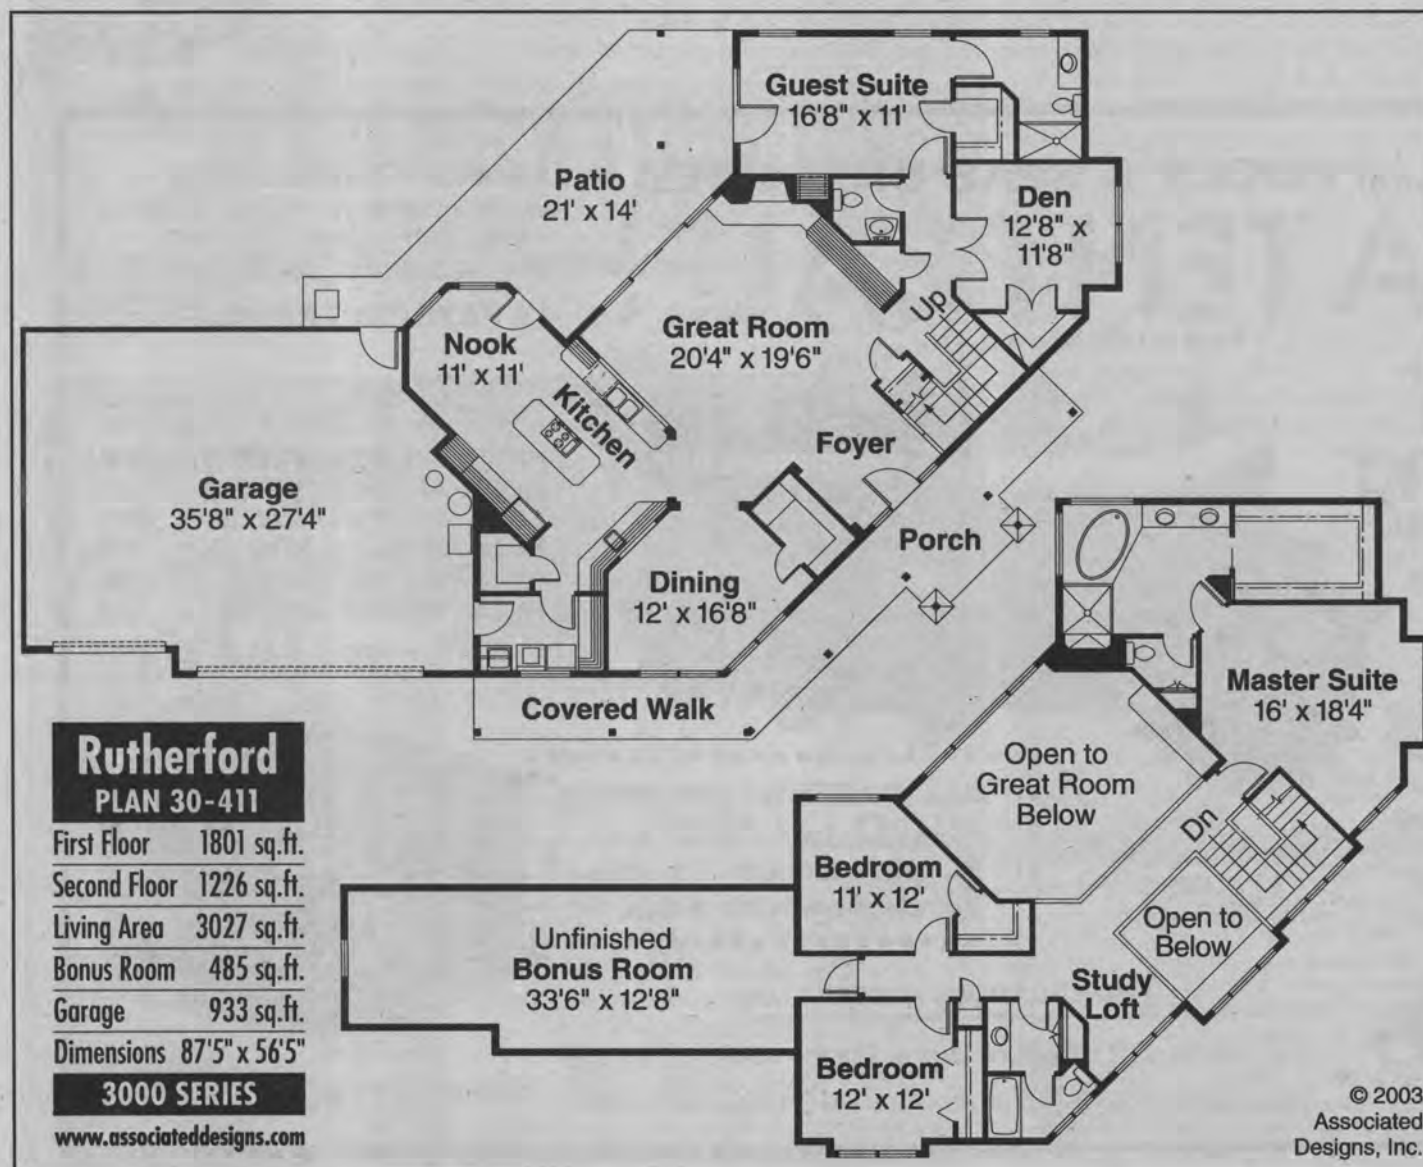 Guest Suite
16'8" x 11'
Patio
21' x 14'
Den
12'8" x
11'8"
Up
Great Room
20'4" x 19'6"
Nook
11' x 11'
Kitchen
Foyer
Garage
35'8" x 27'4"
Porch
Dining
12' x 16'8"
Covered Walk
Master Suite
16' x 18'4"
Open to
Great Room
Below
Dn
Bedroom
11' x 12'
Open to
Below
Unfinished
Bonus Room
33'6" x 12'8"
Study
Loft
Bedroom
12' x 12'
Rutherford
PLAN 30-411
First Floor 1801 sq.ft.
Second Floor 1226 sq.ft.
Living Area 3027 sq.ft.
Bonus Room 485 sq.ft.
Garage 933 sq.ft.
Dimensions 87'5" x 56'5"
3000 SERIES
www.associateddesigns.com
© 2003
Associated
Designs, Inc.